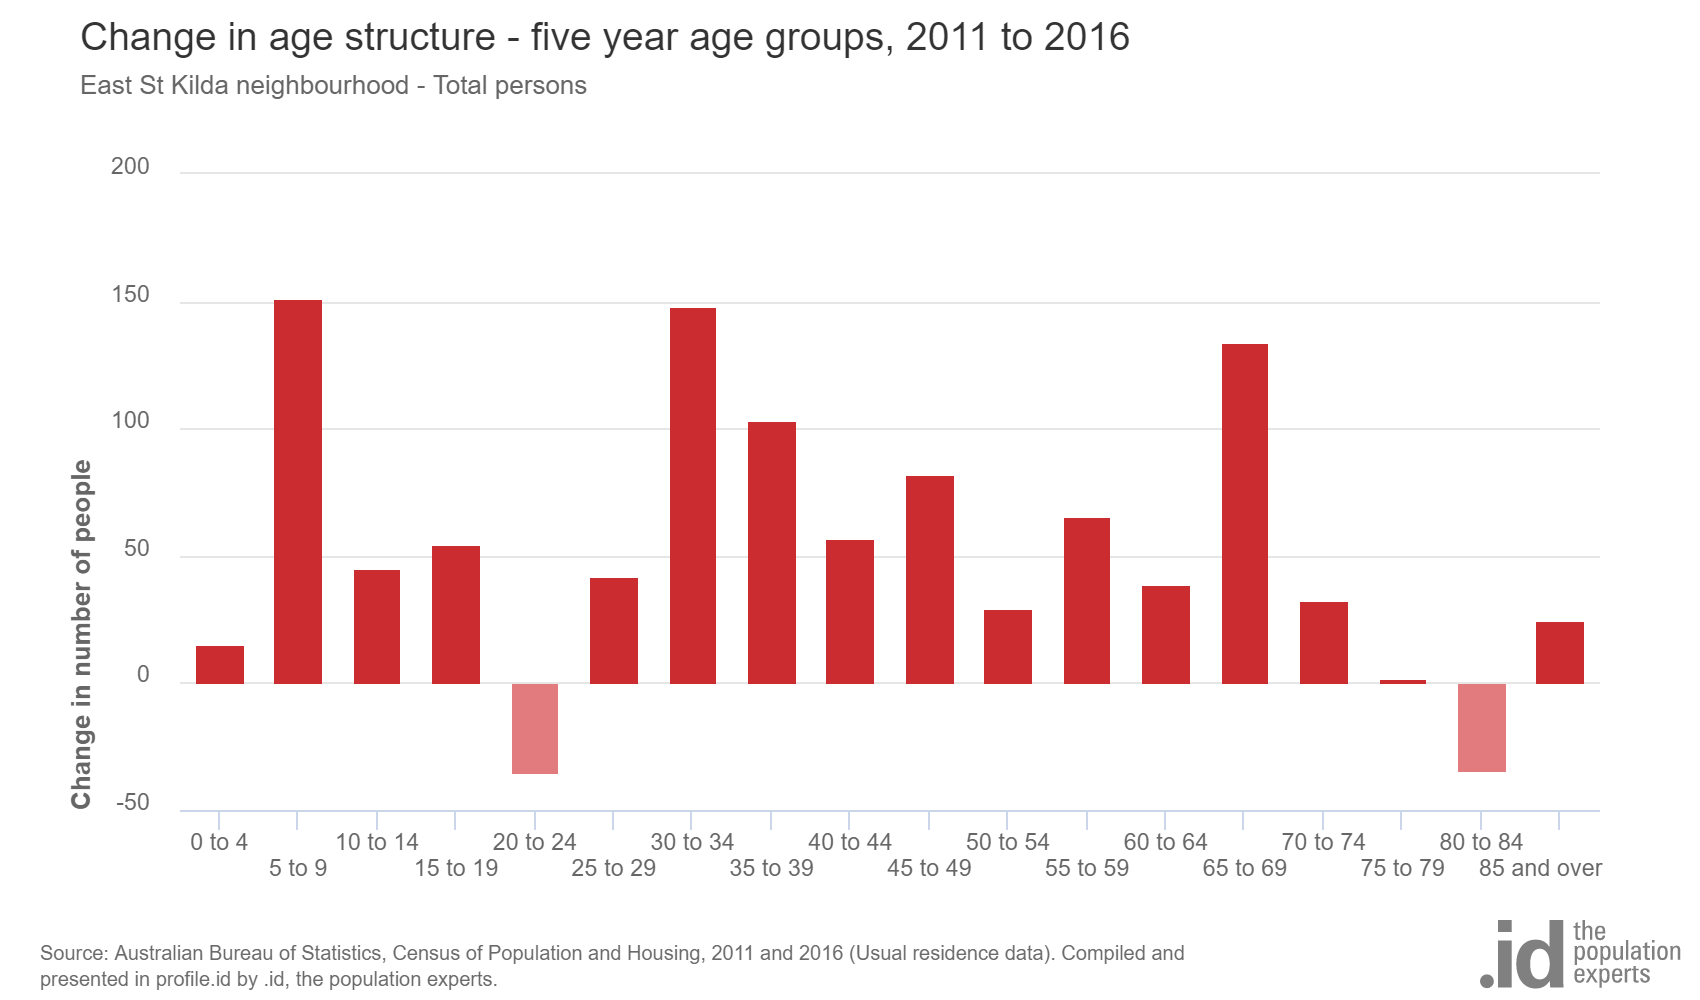 Change in age structure - five year age groups, 2011 to 2016
East St Kilda neighbourhood - Total persons
200
150
100
50
0
-50
Change in number of people
0 to 4
5 to 9
10 to 14
15 to 19
20 to 24
25 to 29
30 to 34
35 to 39
40 to 44
45 to 49
50 to 54
55 to 59
60 to 64
65 to 69
70 to 74
75 to 79
80 to 84
85 and over
Source: Australian Bureau of Statistics, Census of Population and Housing, 2011 and 2016 (Usual residence data). Compiled and
presented in profile.id by .id, the population experts.
.id
the
population
experts